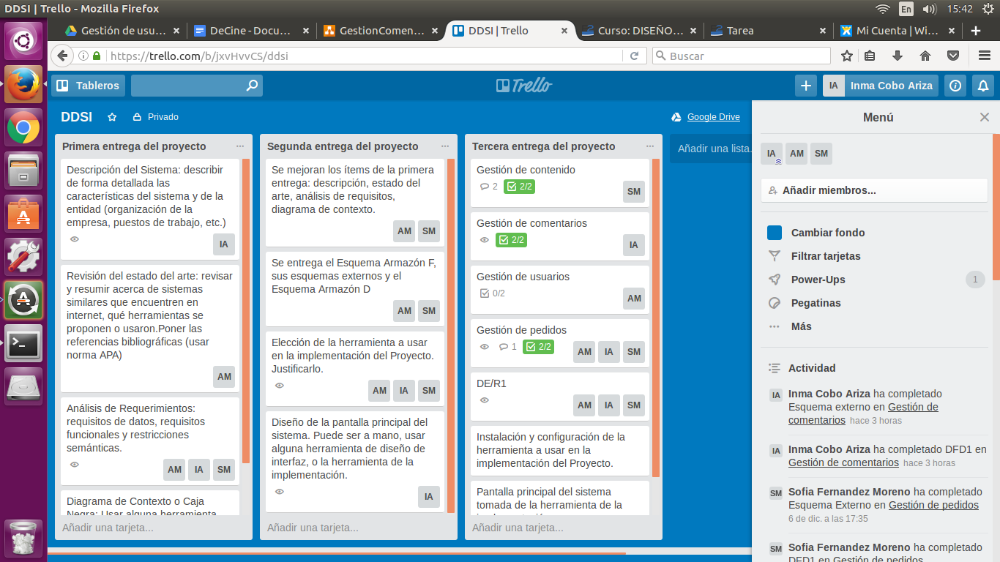 DDSI | Trello - Mozilla Firefox
En
15:42
Gestión de usu...
DeCine - Docu...
GestionComen...
DDSI | Trello
Curso: DISEÑO...
Tarea
Mi Cuenta | Wi...
https://trello.com/b/jxvHvvCS/ddsi
Buscar
Tableros
Trello
IA
Inma Cobo Ariza
DDSI
Privado
Google Drive
Primera entrega del proyecto
Descripción del Sistema: describir
de forma detallada las
características del sistema y de la
entidad (organización de la
empresa, puestos de trabajo, etc.)
IA
Revisión del estado del arte: revisar
y resumir acerca de sistemas
similares que encuentren en
internet, qué herramientas se
proponen o usaron.Poner las
referencias bibliográficas (usar
norma APA)
AM
Análisis de Requerimientos:
requisitos de datos, requisitos
funcionales y restricciones
semánticas.
AM IA SM
Diagrama de Contexto o Caja
Negra: Usar alguna herramienta
Añadir una tarjeta...
Segunda entrega del proyecto
Se mejoran los ítems de la primera
entrega: descripción, estado del
arte, análisis de requisitos,
diagrama de contexto.
AM SM
Se entrega el Esquema Armazón F,
sus esquemas externos y el
Esquema Armazón D
AM SM
Elección de la herramienta a usar
en la implementación del Proyecto.
Justificarlo.
AM IA SM
Diseño de la pantalla principal del
sistema. Puede ser a mano, usar
alguna herramienta de diseño de
interfaz, o la herramienta de la
implementación.
IA
Añadir una tarjeta...
Tercera entrega del proyecto
Gestión de contenido
2 2/2
SM
Gestión de comentarios
2/2
IA
Gestión de usuarios
0/2
AM
Gestión de pedidos
1 2/2
AM IA SM
DE/R1
AM IA SM
Instalación y configuración de la
herramienta a usar en la
implementación del Proyecto.
Pantalla principal del sistema
tomada de la herramienta de la
implementación
Añadir una tarjeta...
Añadir una lista...
Menú
IA AM SM
Añadir miembros...
Cambiar fondo
Filtrar tarjetas
Power-Ups
1
Pegatinas
Más
Actividad
IA
Inma Cobo Ariza ha completado
Esquema externo en Gestión de
comentarios hace 3 horas
IA
Inma Cobo Ariza ha completado DFD1 en
Gestión de comentarios hace 3 horas
SM
Sofia Fernandez Moreno ha completado
Esquema Externo en Gestión de pedidos
6 de dic. a las 17:35
SM
Sofia Fernandez Moreno ha completado
DFD1 en Gestión de pedidos